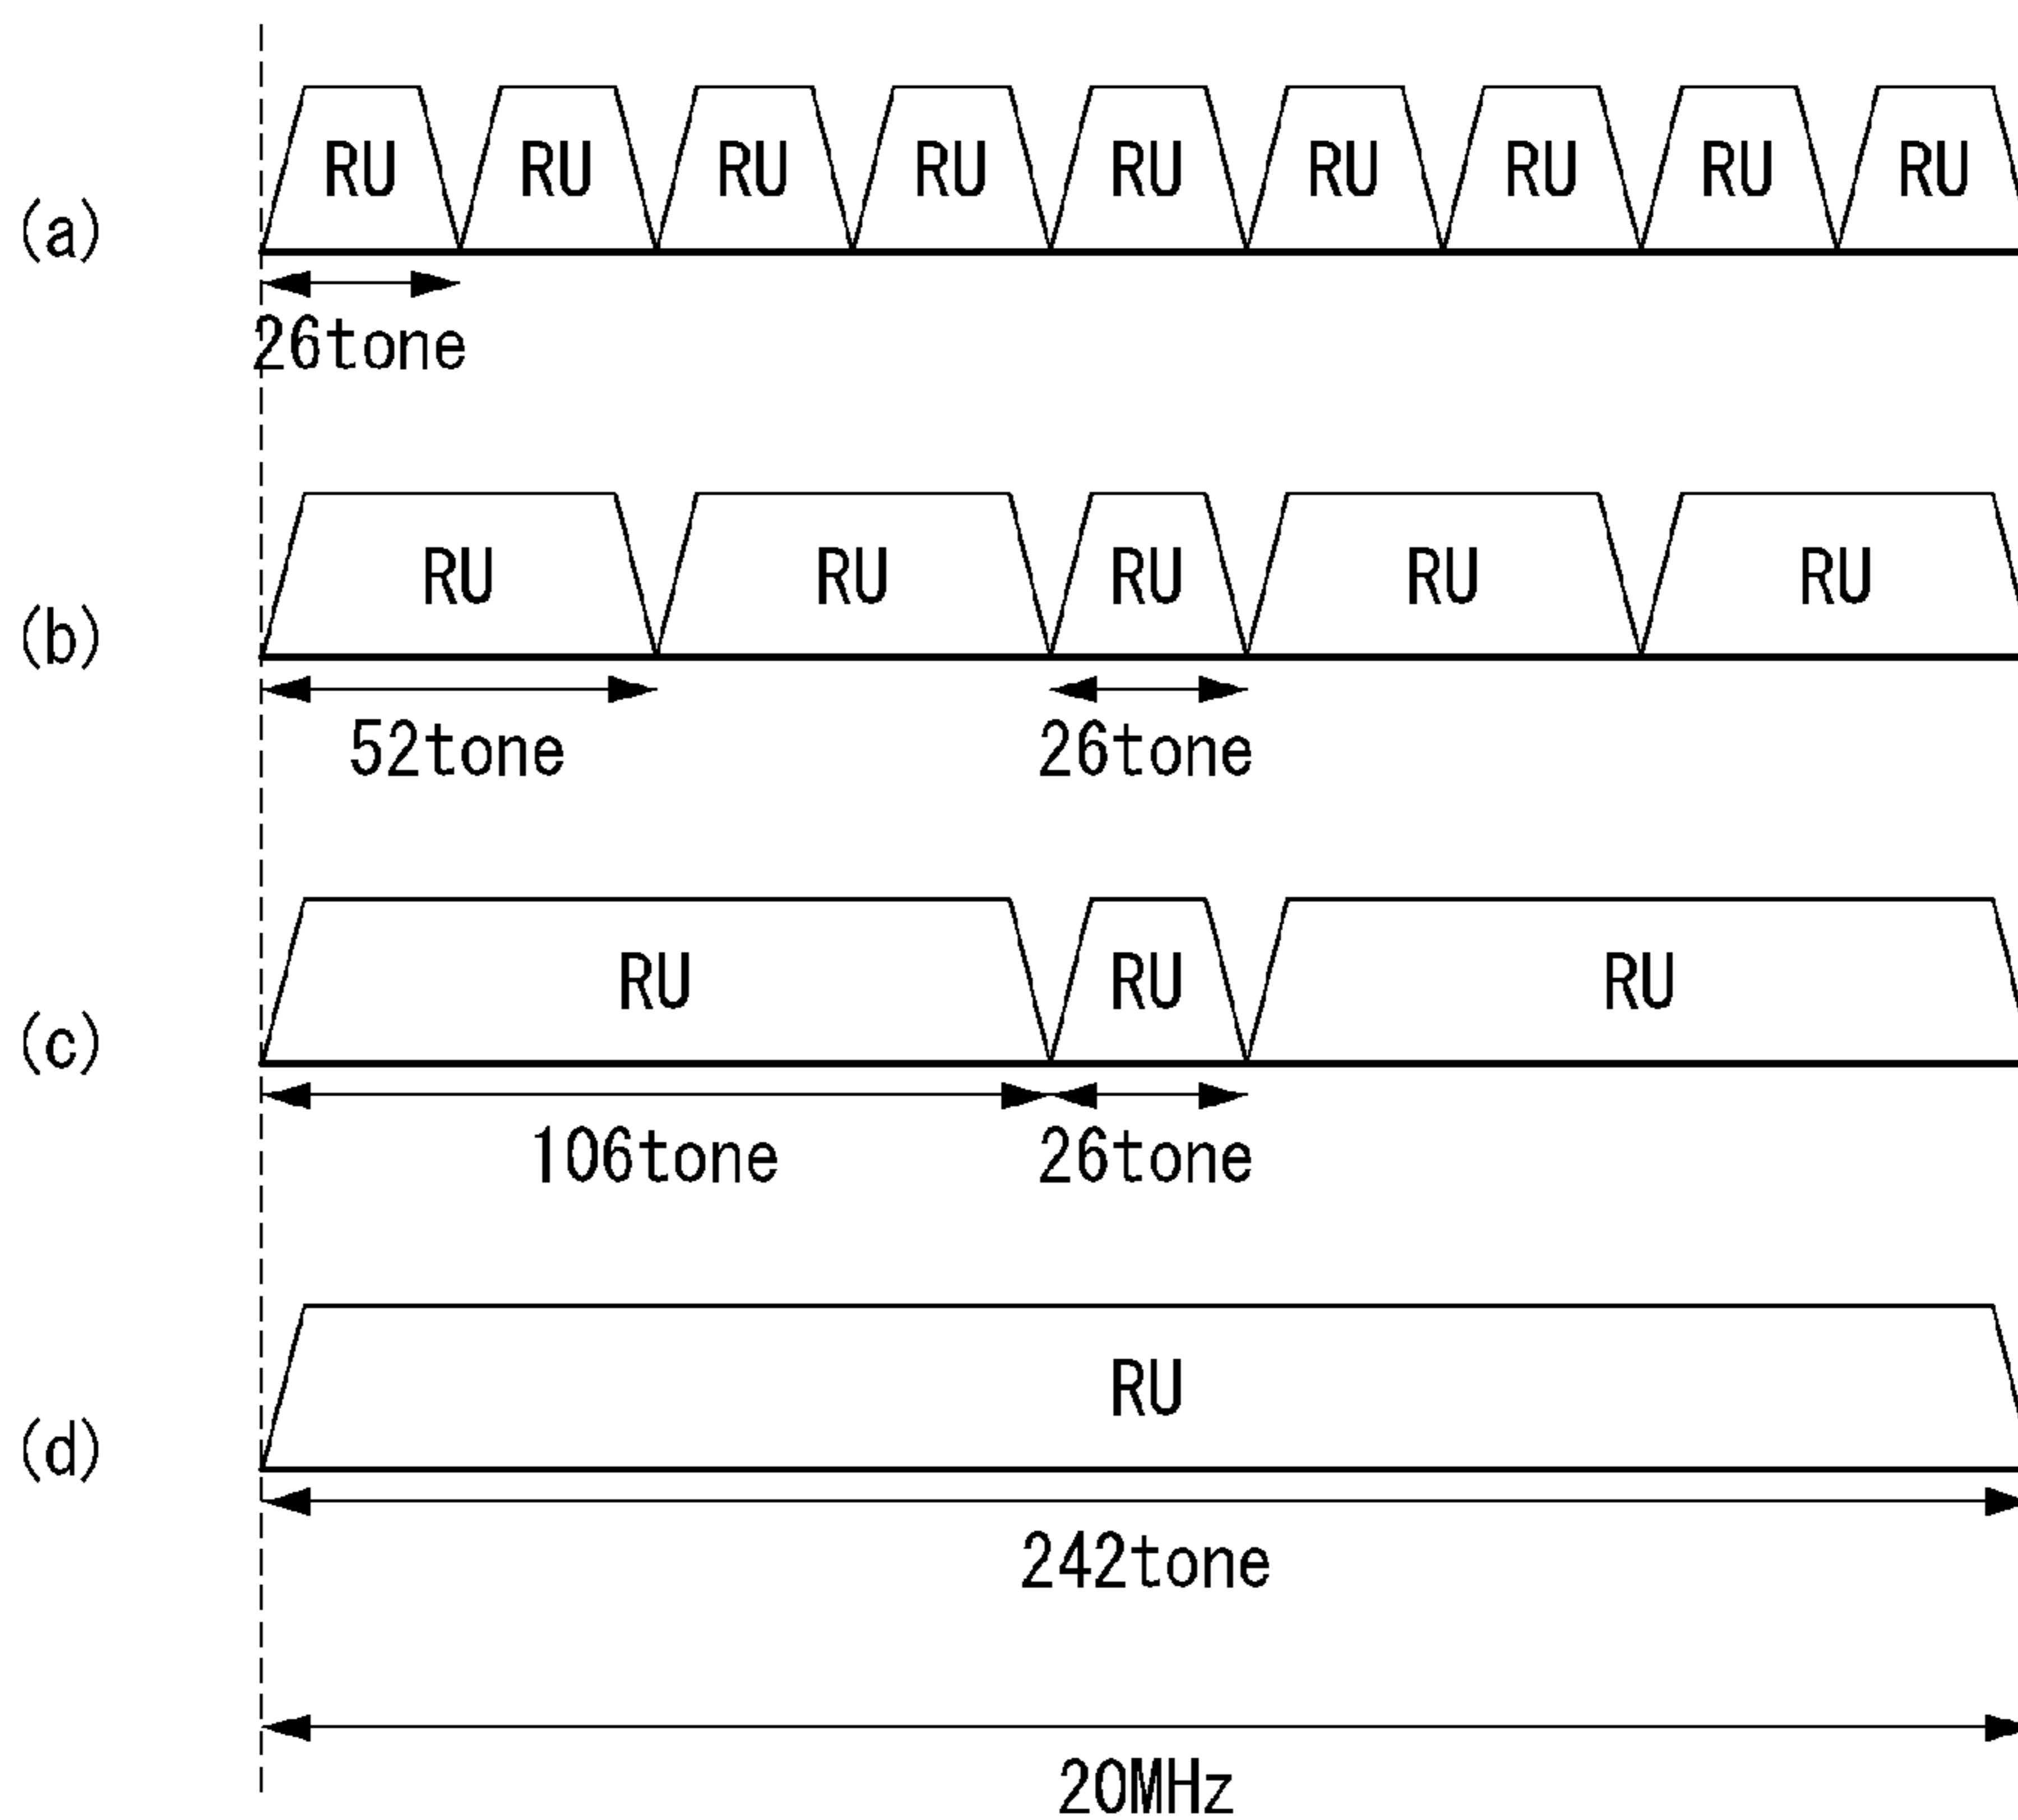 RU RU RU RU RU RU RU RU RU
(a)
26tone
RU RU RU RU RU
(b)
52tone 26tone
RU RU RU
(c)
106tone 26tone
RU
(d)
242tone
20MHz